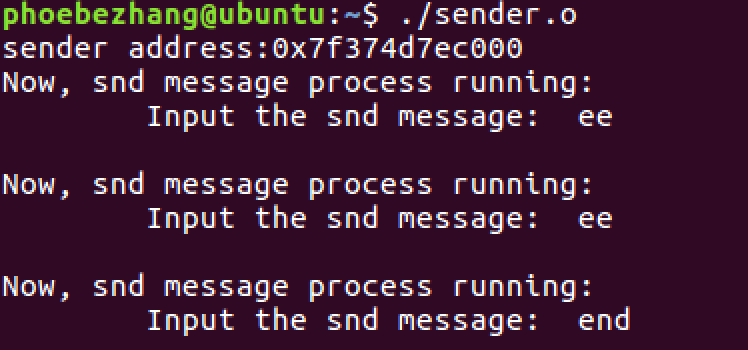 phoebezhang@ubuntu:~$ ./sender.o
sender address:0x7f374d7ec000
Now, snd message process running:
        Input the snd message:  ee

Now, snd message process running:
        Input the snd message:  ee

Now, snd message process running:
        Input the snd message:  end